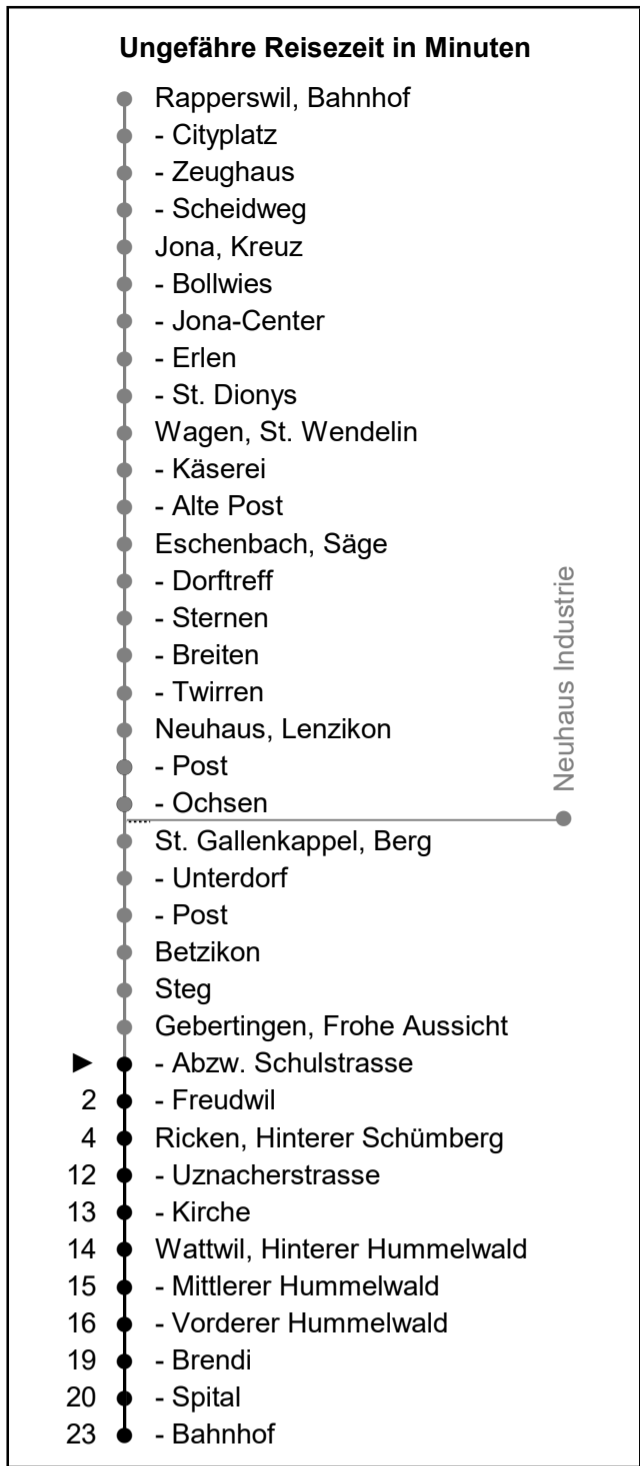 Ungefähre Reisezeit in Minuten
Rapperswil, Bahnhof
- Cityplatz
- Zeughaus
- Scheidweg
Jona, Kreuz
- Bollwies
- Jona-Center
- Erlen
- St. Dionys
Wagen, St. Wendelin
- Käserei
- Alte Post
Eschenbach, Säge
- Dorftreff
- Sternen
- Breiten
- Twirren
Neuhaus, Lenzikon
- Post
- Ochsen
Neuhaus Industrie
St. Gallenkappel, Berg
- Unterdorf
- Post
Betzikon
Steg
Gebertingen, Frohe Aussicht
► - Abzw. Schulstrasse
2 - Freudwil
4 Ricken, Hinterer Schümberg
12 - Uznacherstrasse
13 - Kirche
14 Wattwil, Hinterer Hummelwald
15 - Mittlerer Hummelwald
16 - Vorderer Hummelwald
19 - Brendi
20 - Spital
23 - Bahnhof